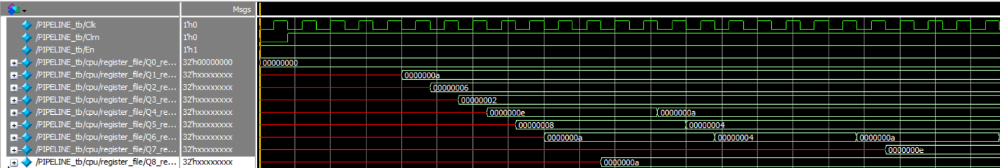 Msgs
/PIPELINE_tb/Clk 1'h0
/PIPELINE_tb/Clrn 1'h0
/PIPELINE_tb/En 1'h1
/PIPELINE_tb/cpu/register_file/Q0_re... 32'h00000000 00000000
/PIPELINE_tb/cpu/register_file/Q1_re... 32'hxxxxxxxx 0000000a
/PIPELINE_tb/cpu/register_file/Q2_re... 32'hxxxxxxxx 00000006
/PIPELINE_tb/cpu/register_file/Q3_re... 32'hxxxxxxxx 00000002
/PIPELINE_tb/cpu/register_file/Q4_re... 32'hxxxxxxxx 0000000e 0000000a
/PIPELINE_tb/cpu/register_file/Q5_re... 32'hxxxxxxxx 00000008 00000004
/PIPELINE_tb/cpu/register_file/Q6_re... 32'hxxxxxxxx 0000000a 00000004 0000000a
/PIPELINE_tb/cpu/register_file/Q7_re... 32'hxxxxxxxx 0000000e
/PIPELINE_tb/cpu/register_file/Q8_re... 32'hxxxxxxxx 0000000a